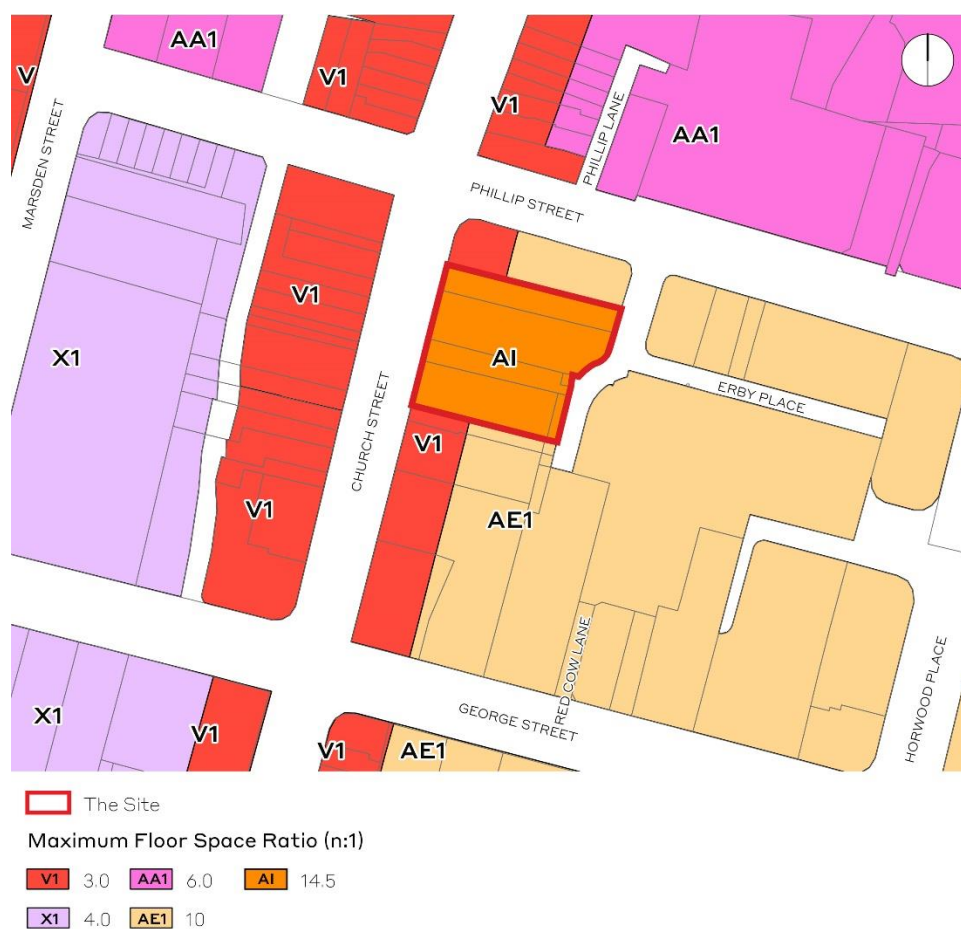 AA1
V
V1
V1
AA1
MARSDEN STREET
PHILLIP LANE
PHILLIP STREET
V1
X1
AI
ERBY PLACE
CHURCH STREET
V1
V1
AE1
RED COW LANE
HORWOOD PLACE
GEORGE STREET
X1
V1
V1
AE1
The Site
Maximum Floor Space Ratio (n:1)
V1 3.0 AA1 6.0 AI 14.5
X1 4.0 AE1 10